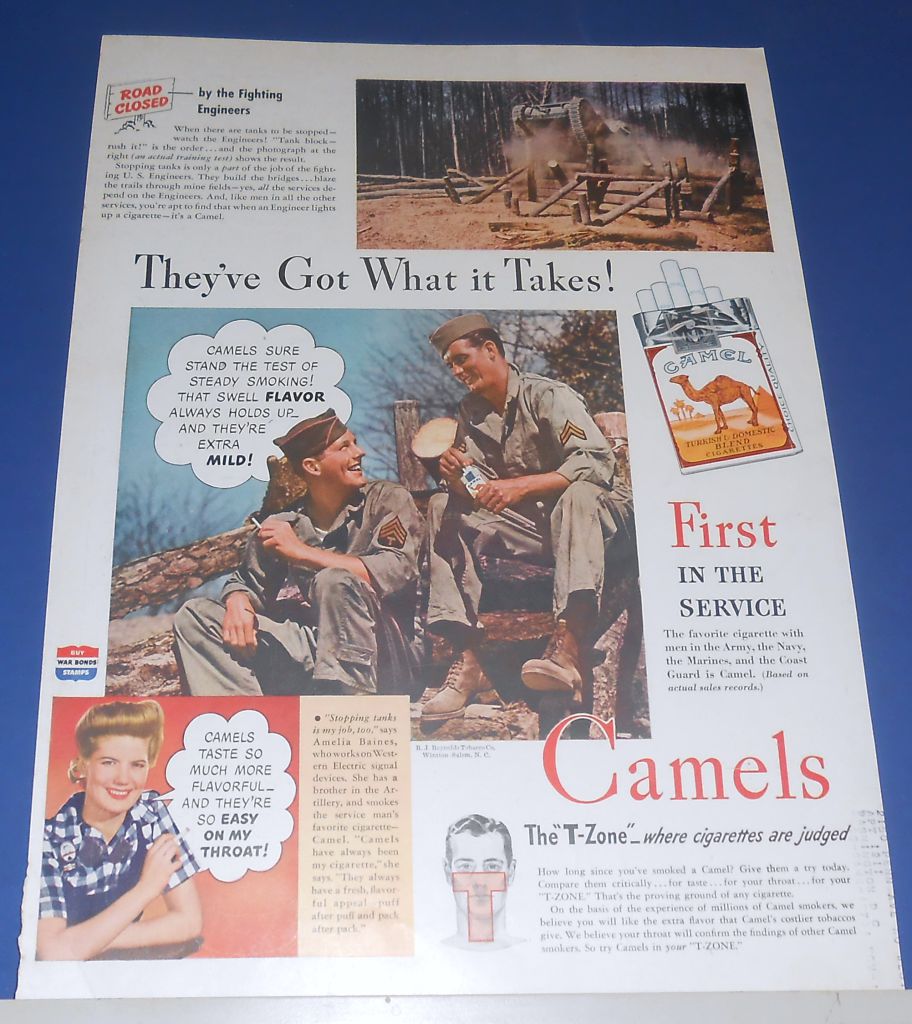 ROAD
CLOSED
by the Fighting
Engineers
When there are tanks to be stopped—
watch the Engineers! "Tank block—
rush it!" is the order...and the photograph at the
right (an actual training test) shows the result.
Stopping tanks is only a part of the job of the fight-
ing U. S. Engineers. They build the bridges...blaze
the trails through mine fields—yes, all the services de-
pend on the Engineers. And, like men in all the other
services, you're apt to find that when an Engineer lights
up a cigarette—it's a Camel.
They've Got What it Takes!
CAMELS SURE
STAND THE TEST OF
STEADY SMOKING!
THAT SWELL FLAVOR
ALWAYS HOLDS UP_
AND THEY'RE
EXTRA
MILD!
CAMEL
TURKISH & DOMESTIC
BLEND
CIGARETTES
CHOICE QUALITY
First
IN THE
SERVICE
The favorite cigarette with
men in the Army, the Navy,
the Marines, and the Coast
Guard is Camel. (Based on
actual sales records.)
BUY
WAR BONDS
STAMPS
CAMELS
TASTE SO
MUCH MORE
FLAVORFUL_
AND THEY'RE
SO EASY
ON MY
THROAT!
● "Stopping tanks
is my job, too," says
Amelia Baines,
who works on West-
ern Electric signal
devices. She has a
brother in the Ar-
tillery, and smokes
the service man's
favorite cigarette—
Camel. "Camels
have always been
my cigarette," she
says. "They always
have a fresh, flavor-
ful appeal puff
after puff and pack
after pack."
R. J. Reynolds Tobacco Co.
Winston-Salem, N. C.
Camels
The "T-Zone"_where cigarettes are judged
T
How long since you've smoked a Camel? Give them a try today.
Compare them critically...for taste...for your throat...for your
"T-ZONE." That's the proving ground of any cigarette.
On the basis of the experience of millions of Camel smokers, we
believe you will like the extra flavor that Camel's costlier tobaccos
give. We believe your throat will confirm the findings of other Camel
smokers. So try Camels in your "T-ZONE."